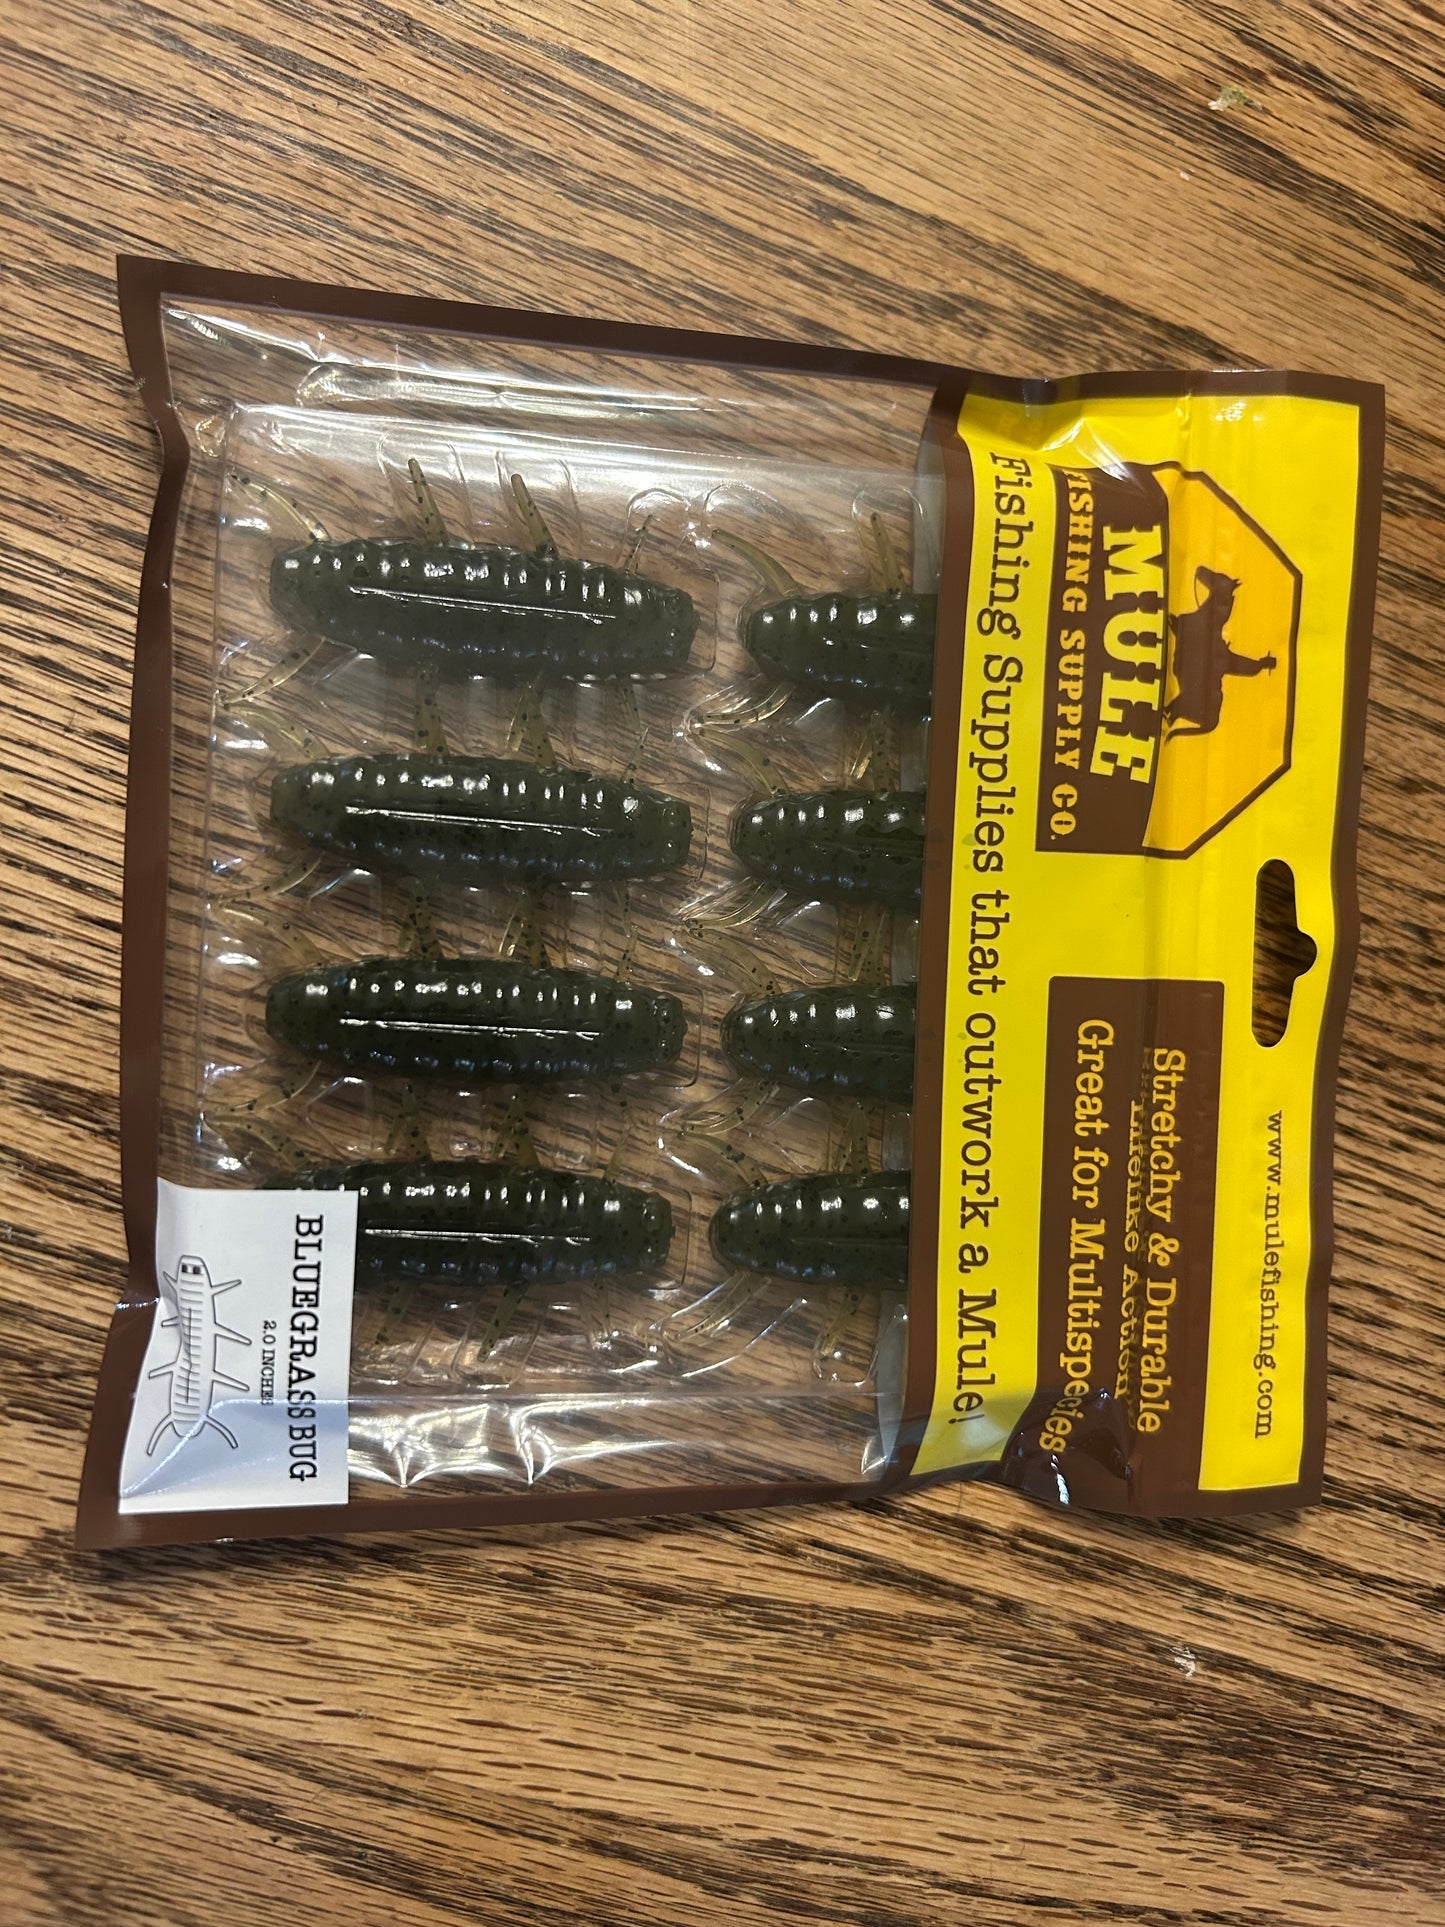 www.mulefishing.com
MULE
FISHING SUPPLY CO.
Stretchy & Durable
Lifelike Action
Great for Multispecies
Fishing Supplies that outwork a Mule!
BLUEGRASS BUG
2.0 INCHES